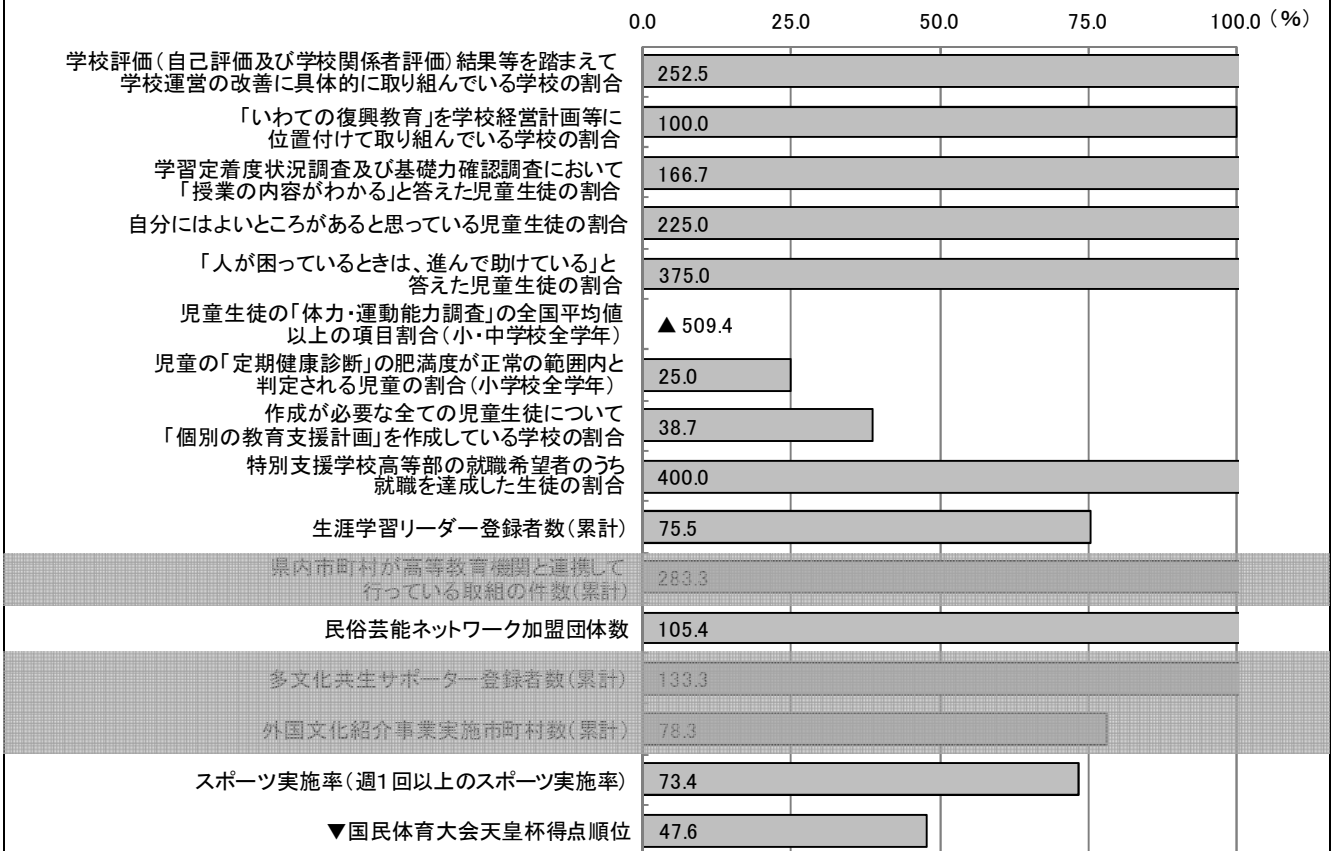 0.0 25.0 50.0 75.0 100.0 (%)
学校評価(自己評価及び学校関係者評価)結果等を踏まえて
学校運営の改善に具体的に取り組んでいる学校の割合
252.5
「いわての復興教育」を学校経営計画等に
位置付けて取り組んでいる学校の割合
100.0
学習定着度状況調査及び基礎力確認調査において
「授業の内容がわかる」と答えた児童生徒の割合
166.7
自分にはよいところがあると思っている児童生徒の割合
225.0
「人が困っているときは、進んで助けている」と
答えた児童生徒の割合
375.0
児童生徒の「体力・運動能力調査」の全国平均値
以上の項目割合(小・中学校全学年)
▲ 509.4
児童の「定期健康診断」の肥満度が正常の範囲内と
判定される児童の割合(小学校全学年)
25.0
作成が必要な全ての児童生徒について
「個別の教育支援計画」を作成している学校の割合
38.7
特別支援学校高等部の就職希望者のうち
就職を達成した生徒の割合
400.0
生涯学習リーダー登録者数(累計)
75.5
県内市町村が高等教育機関と連携して
行っている取組の件数(累計)
283.3
民俗芸能ネットワーク加盟団体数
105.4
多文化共生サポーター登録者数(累計)
133.3
外国文化紹介事業実施市町村数(累計)
78.3
スポーツ実施率(週1回以上のスポーツ実施率)
73.4
▼国民体育大会天皇杯得点順位
47.6